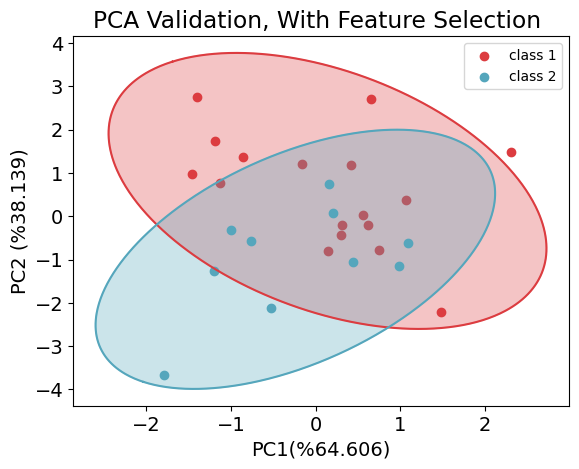 PCA Validation, With Feature Selection
class 1
class 2
4
3
2
1
0
−1
−2
−3
−4
PC2 (%38.139)
−2
−1
0
1
2
PC1(%64.606)